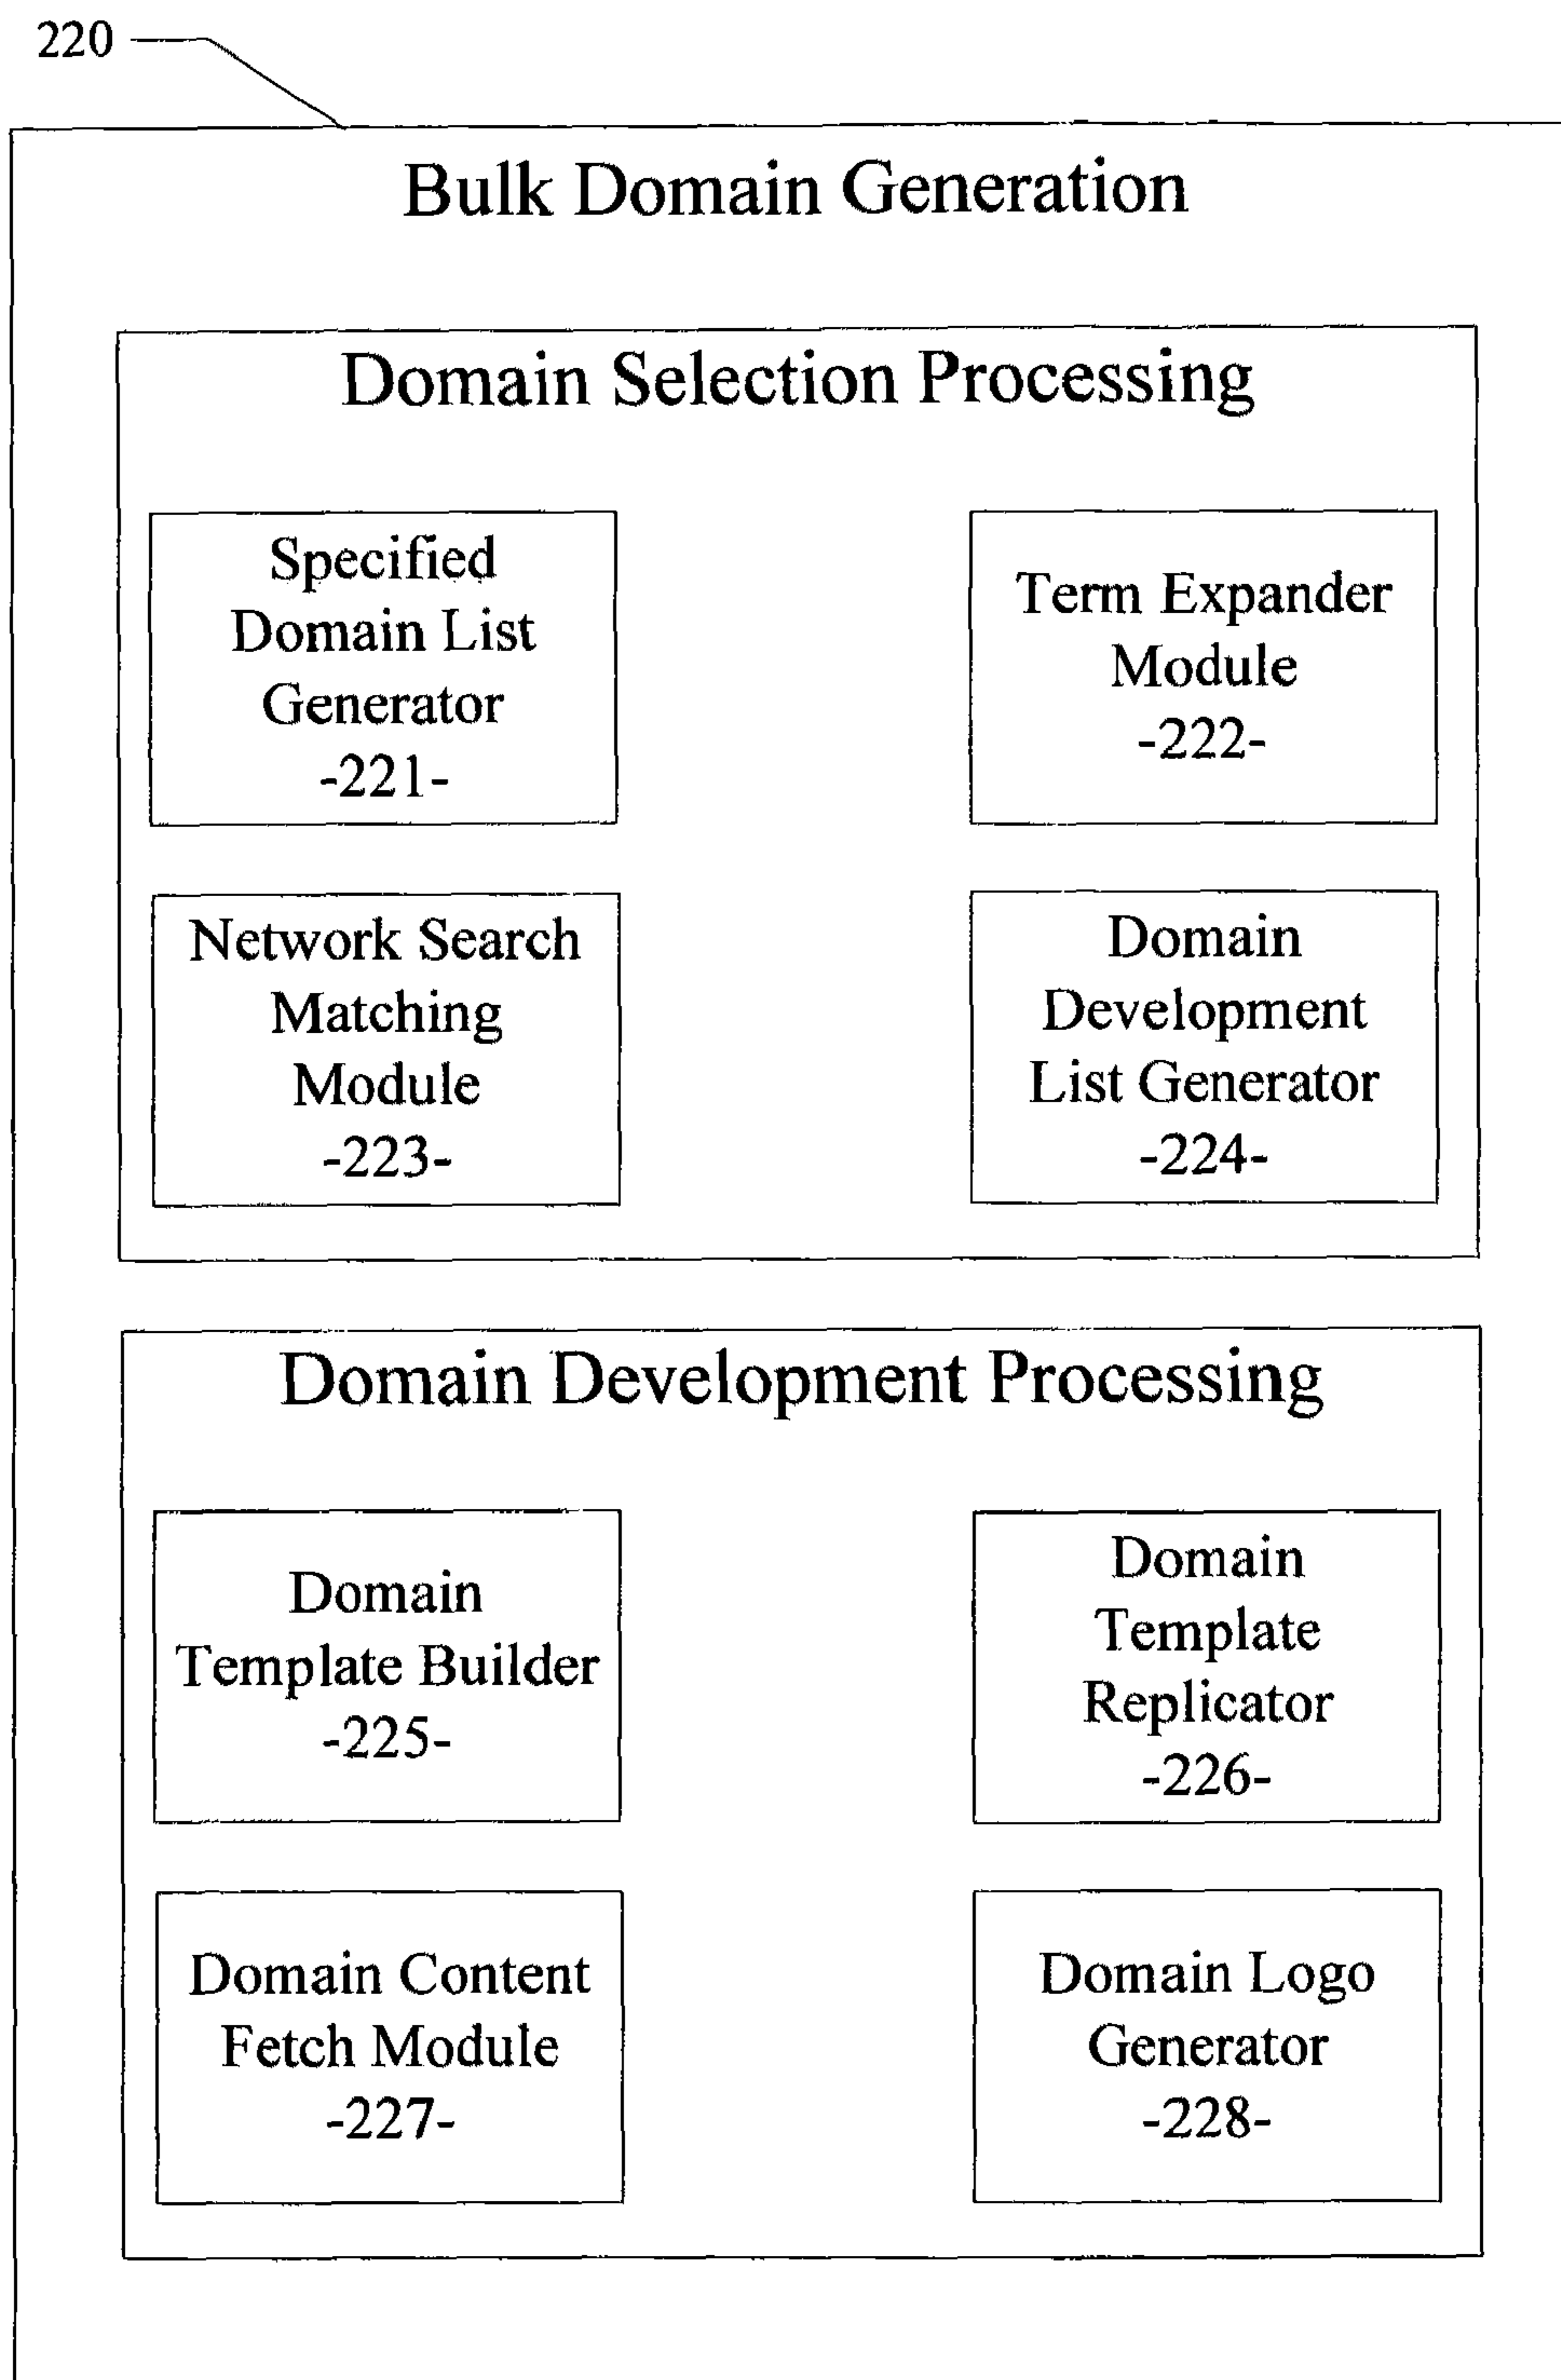 220
Bulk Domain Generation
Domain Selection Processing
Specified
Domain List
Generator
-221-
Term Expander
Module
-222-
Network Search
Matching
Module
-223-
Domain
Development
List Generator
-224-
Domain Development Processing
Domain
Template Builder
-225-
Domain
Template
Replicator
-226-
Domain Content
Fetch Module
-227-
Domain Logo
Generator
-228-